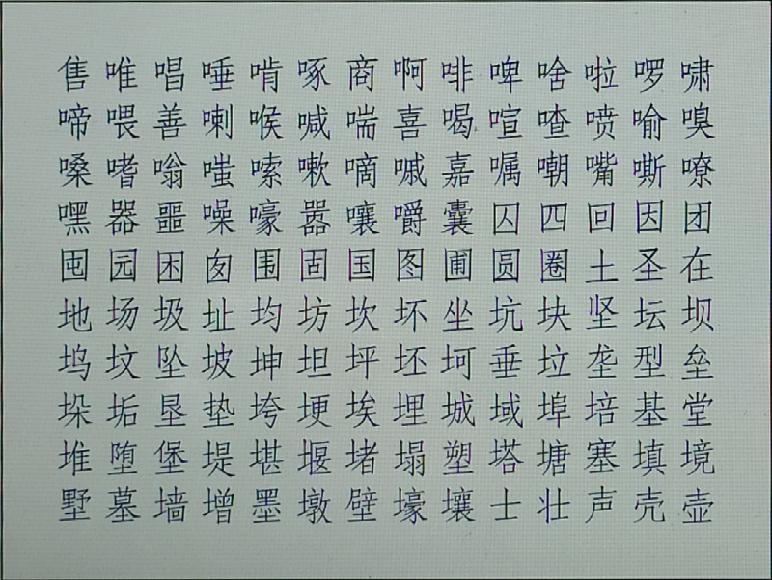 售唯唱唾啃啄商啊啡啤啥啦啰啸
啼喂善喇喉喊喘喜喝喧喳喷喻嗅
嗓嗜嗡嗤嗦嗽嘀嘁嘉嘱嘲嘴嘶嘹
嘿器噩噪嚎嚣嚷嚼囊囚四回因团
囤园困囱围固国图圃圆圈土圣在
地场圾址均坊坎坏坐坑块坚坛坝
坞坟坠坡坤坦坪坯坷垂垃垄型垒
垛垢垦垫垮埂埃埋城域埠培基堂
堆堕堡堤堪堰堵塌塑塔塘塞填境
墅墓墙增墨墩壁壕壤士壮声壳壶